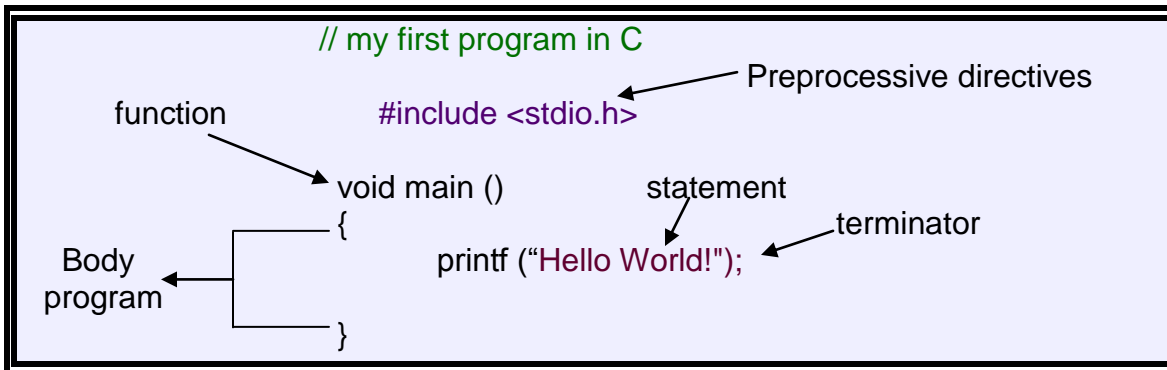 // my first program in C
Preprocessive directives
function
#include <stdio.h>
void main ()
statement
{
terminator
Body
program
printf (“Hello World!");
}